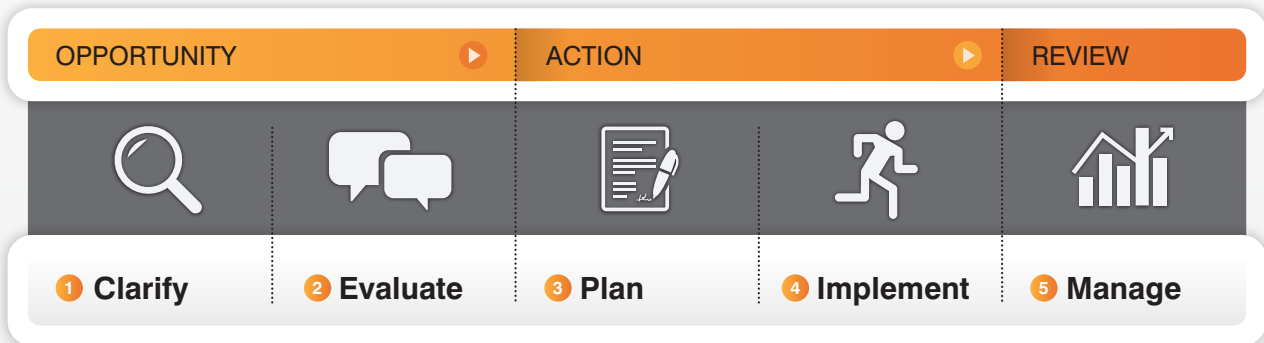 OPPORTUNITY ACTION REVIEW
1 Clarify 2 Evaluate 3 Plan 4 Implement 5 Manage